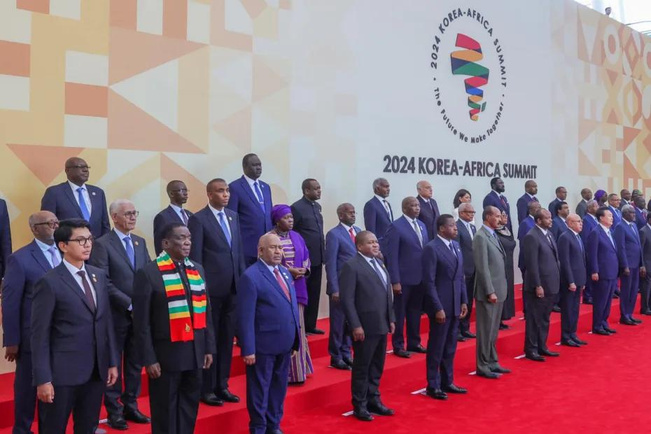 2024 KOREA-AFRICA SUMMIT
The Future We Make Together
2024 KOREA-AFRICA SUMMIT